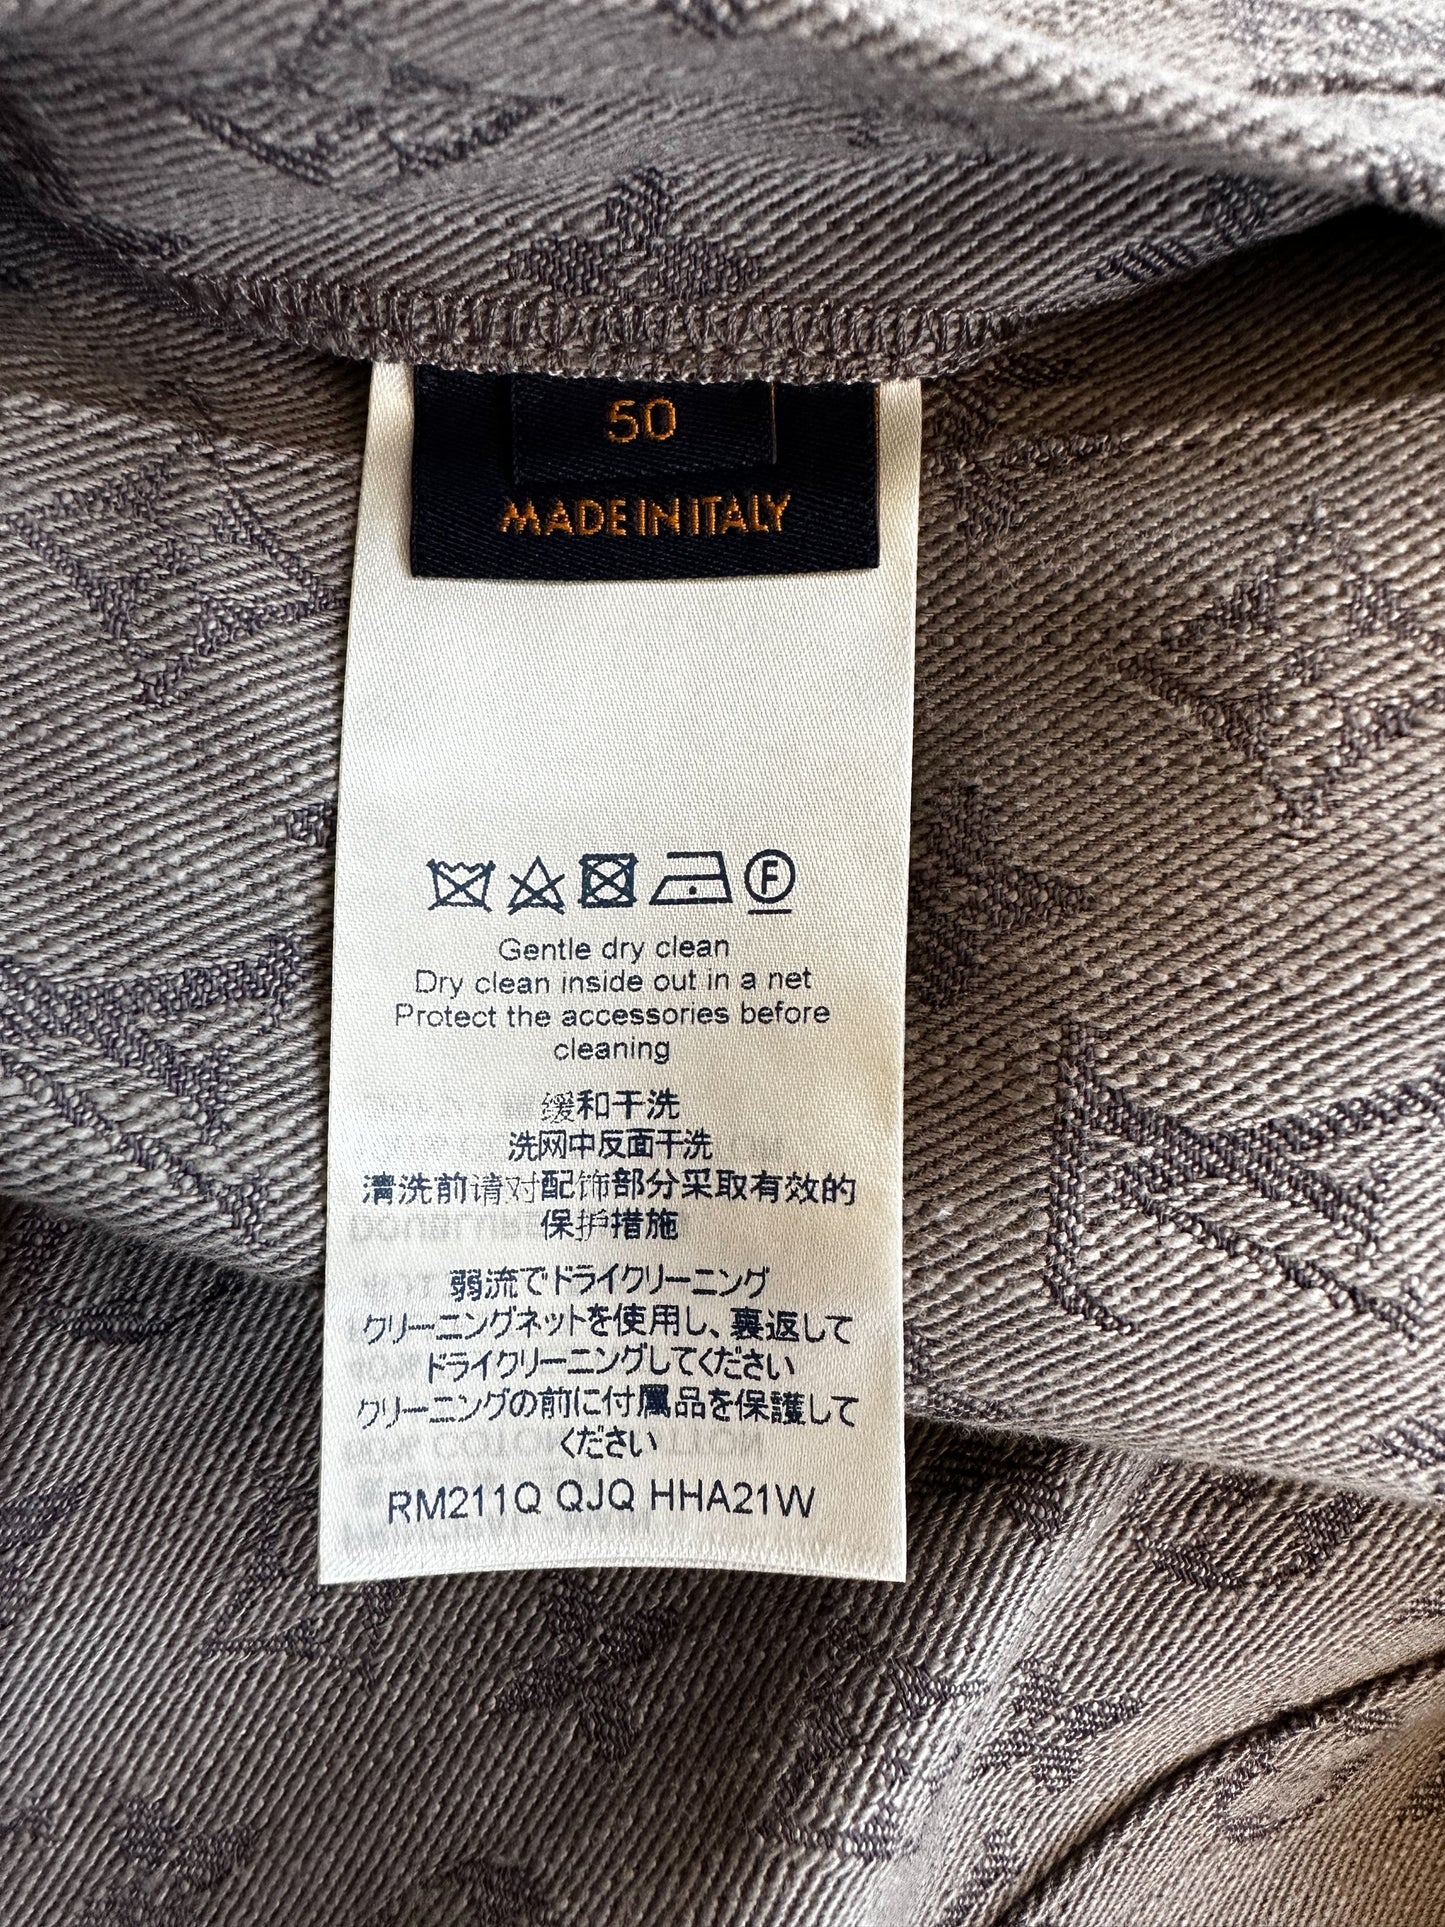 50
MADE IN ITALY
F
Gentle dry clean
Dry clean inside out in a net
Protect the accessories before
cleaning
缓和干洗
洗网中反面干洗
清洗前请对配饰部分采取有效的
保护措施
弱流でドライクリーニング
クリーニングネットを使用し、裏返して
ドライクリーニングしてください
クリーニングの前に付属品を保護して
ください
RM211Q QJQ HHA21W